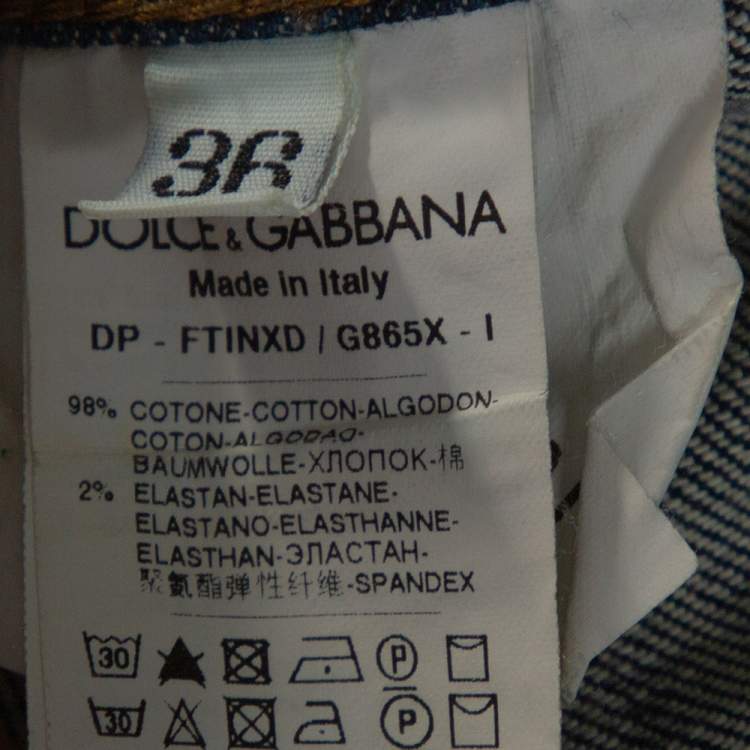 36
DOLCE & GABBANA
Made in Italy
DP - FTINXD / G865X - I
98% COTONE-COTTON-ALGODON-
COTON-ALGODAO-
BAUMWOLLE-ХЛОПОК-棉
2% ELASTAN-ELASTANE-
ELASTANO-ELASTHANNE-
ELASTHAN-ЭЛАСТАН-
聚氨酯弹性纤维-SPANDEX
30 P
30 P